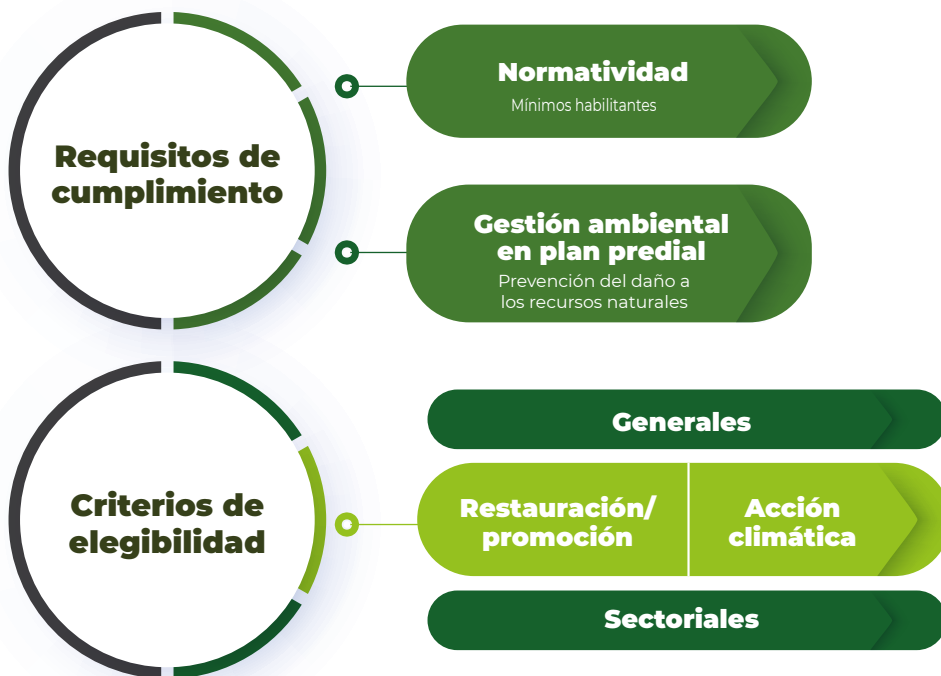 Requisitos de
cumplimiento
Normatividad
Mínimos habilitantes
Gestión ambiental
en plan predial
Prevención del daño a
los recursos naturales
Criterios de
elegibilidad
Generales
Restauración/
promoción
Acción
climática
Sectoriales